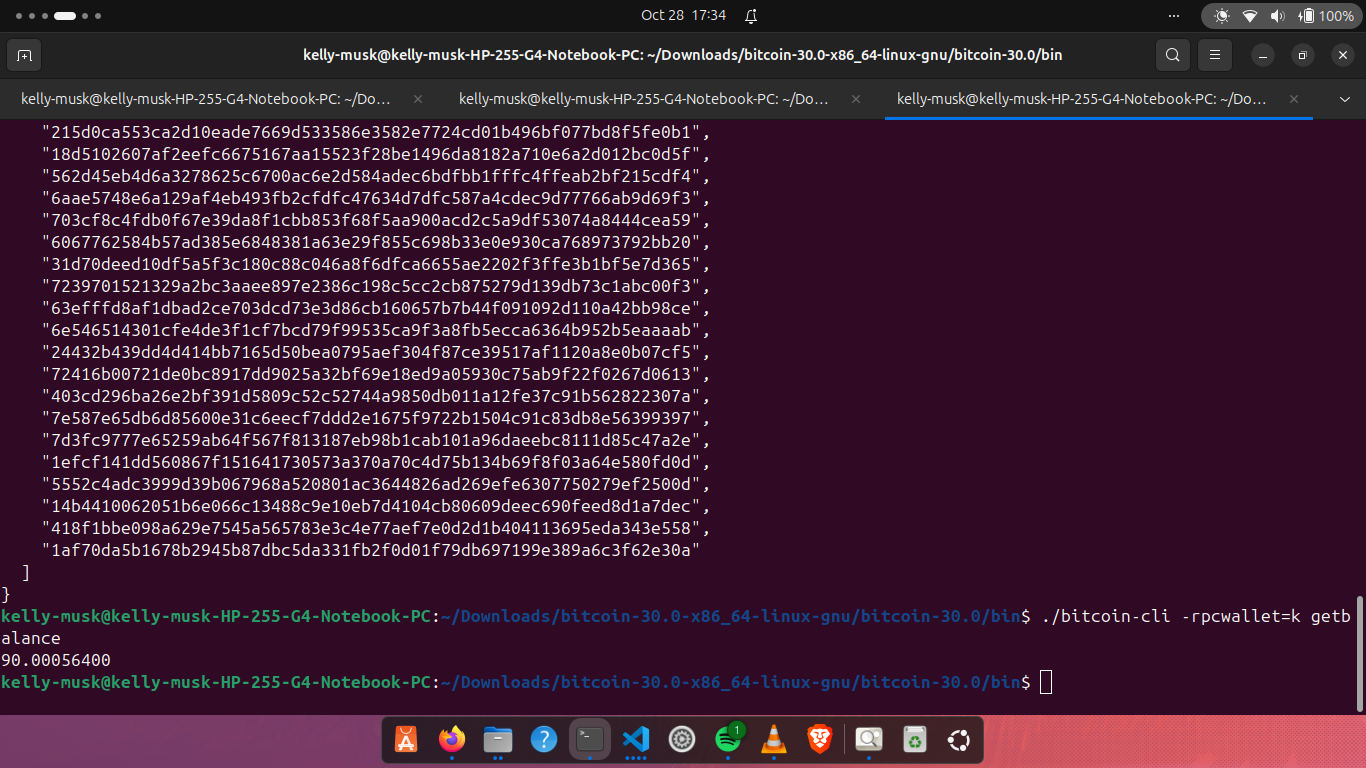 Oct 28 17:34
100%
kelly-musk@kelly-musk-HP-255-G4-Notebook-PC: ~/Downloads/bitcoin-30.0-x86_64-linux-gnu/bitcoin-30.0/bin
kelly-musk@kelly-musk-HP-255-G4-Notebook-PC: ~/Do... kelly-musk@kelly-musk-HP-255-G4-Notebook-PC: ~/Do... kelly-musk@kelly-musk-HP-255-G4-Notebook-PC: ~/Do...
"215d0ca553ca2d10eade7669d533586e3582e7724cd01b496bf077bd8f5fe0b1",
"18d5102607af2eefc6675167aa15523f28be1496da8182a710e6a2d012bc0d5f",
"562d45eb4d6a3278625c6700ac6e2d584adec6bdfbb1fffc4ffeab2bf215cdf4",
"6aae5748e6a129af4eb493fb2cfdfc47634d7dfc587a4cdec9d77766ab9d69f3",
"703cf8c4fdb0f67e39da8f1cbb853f68f5aa900acd2c5a9df53074a8444cea59",
"6067762584b57ad385e6848381a63e29f855c698b33e0e930ca768973792bb20",
"31d70deed10df5a5f3c180c88c046a8f6dfca6655ae2202f3ffe3b1bf5e7d365",
"7239701521329a2bc3aaee897e2386c198c5cc2cb875279d139db73c1abc00f3",
"63efffd8af1dbad2ce703dcd73e3d86cb160657b7b44f091092d110a42bb98ce",
"6e546514301cfe4de3f1cf7bcd79f99535ca9f3a8fb5ecca6364b952b5eaaaab",
"24432b439dd4d414bb7165d50bea0795aef304f87ce39517af1120a8e0b07cf5",
"72416b00721de0bc8917dd9025a32bf69e18ed9a05930c75ab9f22f0267d0613",
"403cd296ba26e2bf391d5809c52c52744a9850db011a12fe37c91b562822307a",
"7e587e65db6d85600e31c6eecf7ddd2e1675f9722b1504c91c83db8e56399397",
"7d3fc9777e65259ab64f567f813187eb98b1cab101a96daeebc8111d85c47a2e",
"1efcf141dd560867f151641730573a370a70c4d75b134b69f8f03a64e580fd0d",
"5552c4adc3999d39b067968a520801ac3644826ad269efe6307750279ef2500d",
"14b4410062051b6e066c13488c9e10eb7d4104cb80609deec690feed8d1a7dec",
"418f1bbe098a629e7545a565783e3c4e77aef7e0d2d1b404113695eda343e558",
"1af70da5b1678b2945b87dbc5da331fb2f0d01f79db697199e389a6c3f62e30a"
]
}
kelly-musk@kelly-musk-HP-255-G4-Notebook-PC:~/Downloads/bitcoin-30.0-x86_64-linux-gnu/bitcoin-30.0/bin$ ./bitcoin-cli -rpcwallet=k getb
alance
90.00056400
kelly-musk@kelly-musk-HP-255-G4-Notebook-PC:~/Downloads/bitcoin-30.0-x86_64-linux-gnu/bitcoin-30.0/bin$
1